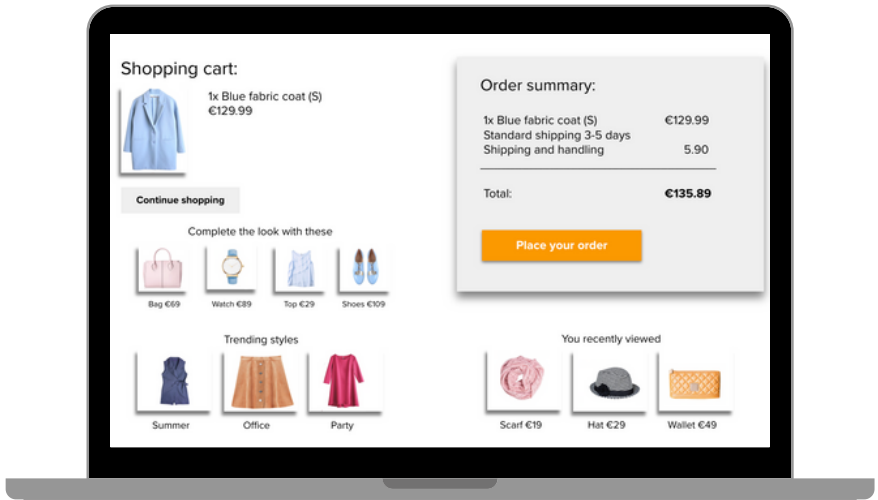 Shopping cart:
1x Blue fabric coat (S)
€129.99
Continue shopping
Complete the look with these
Bag €69
Watch €89
Top €29
Shoes €109
Trending styles
Summer
Office
Party
Order summary:
1x Blue fabric coat (S) €129.99
Standard shipping 3-5 days
Shipping and handling 5.90
Total: €135.89
Place your order
You recently viewed
Scarf €19
Hat €29
Wallet €49